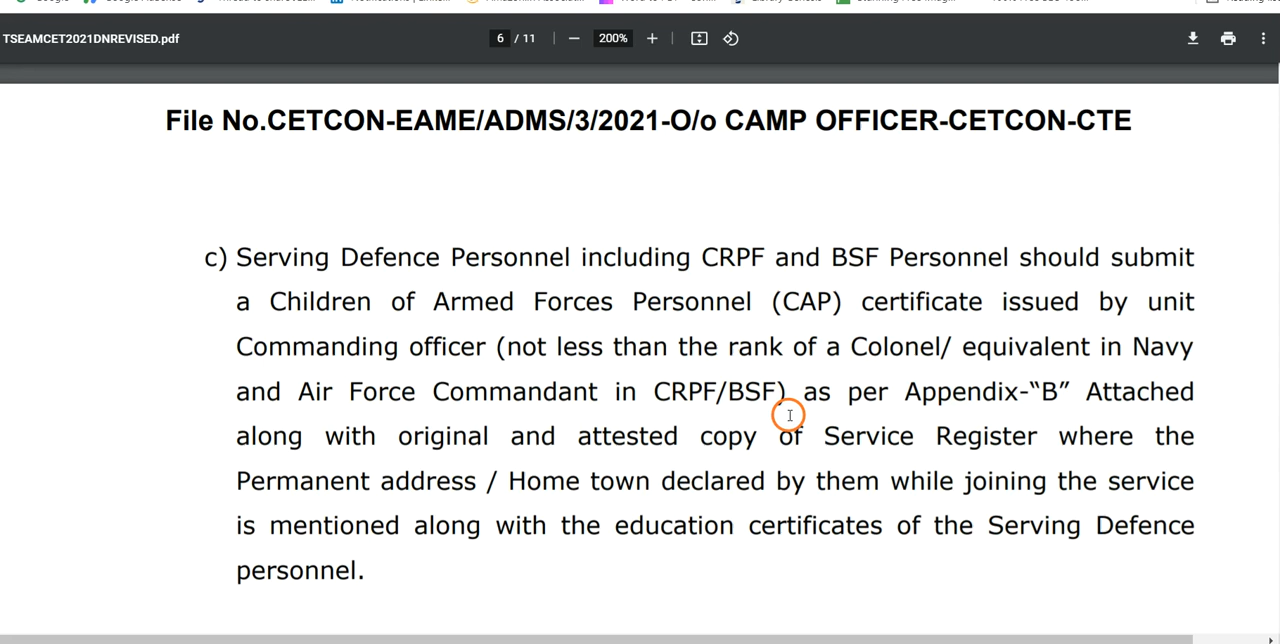 TSEAMCET2021DNREVISED.pdf
6 / 11
200%
File No.CETCON-EAME/ADMS/3/2021-O/o CAMP OFFICER-CETCON-CTE
c) Serving Defence Personnel including CRPF and BSF Personnel should submit
a Children of Armed Forces Personnel (CAP) certificate issued by unit
Commanding officer (not less than the rank of a Colonel/ equivalent in Navy
and Air Force Commandant in CRPF/BSF) as per Appendix-“B” Attached
along with original and attested copy of Service Register where the
Permanent address / Home town declared by them while joining the service
is mentioned along with the education certificates of the Serving Defence
personnel.